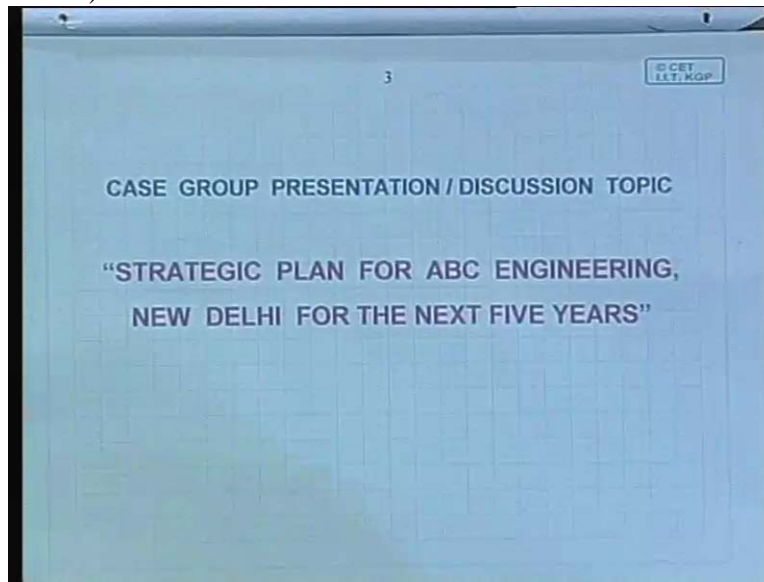 3
© CET
I.I.T. KGP
CASE GROUP PRESENTATION / DISCUSSION TOPIC
“STRATEGIC PLAN FOR ABC ENGINEERING,
NEW DELHI FOR THE NEXT FIVE YEARS”